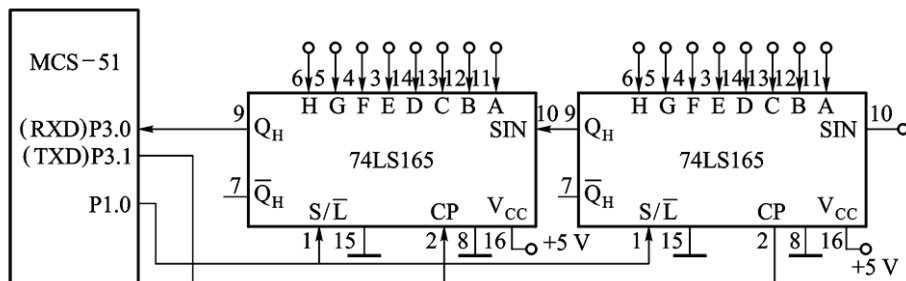 MCS-51
6 5 4 3 14 13 12 11
H G F E D C B A
9 Q_H SIN 10
(RXD)P3.0
(TXD)P3.1
74LS165
7 Q̅_H
P1.0
S/L̅ CP V_CC
1 15 2 8 16
+5 V
6 5 4 3 14 13 12 11
H G F E D C B A
9 Q_H SIN 10
74LS165
7 Q̅_H
S/L̅ CP V_CC
1 15 2 8 16
+5 V